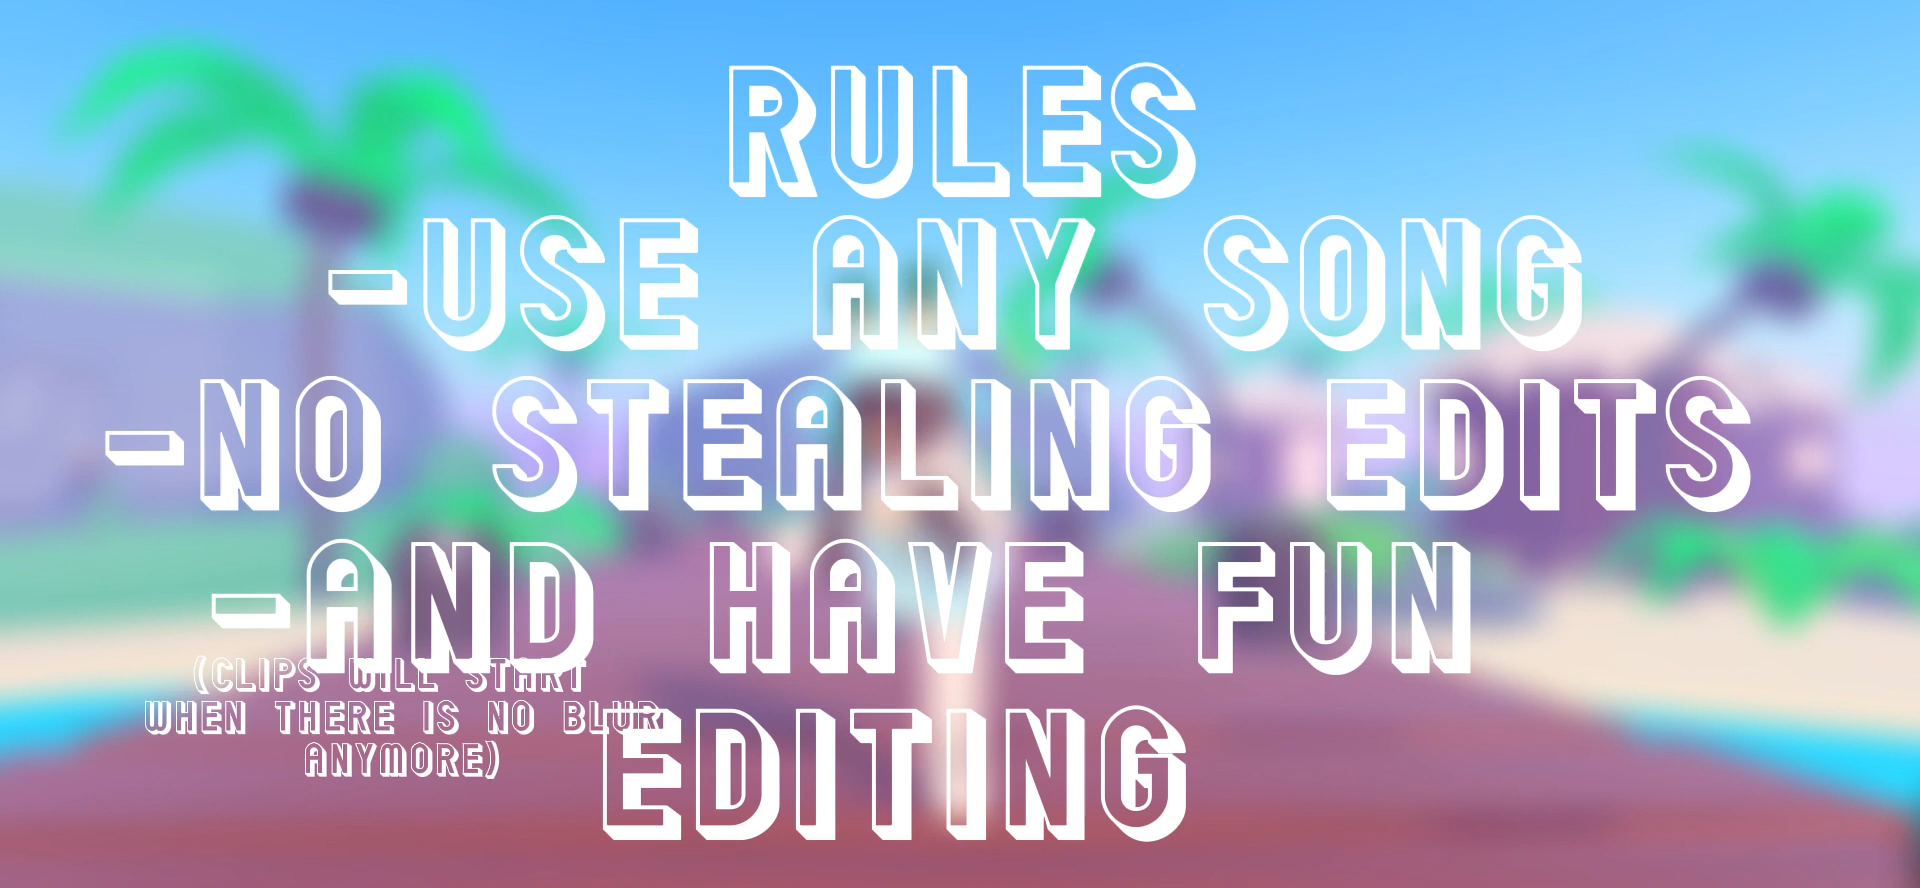 RULES
-USE ANY SONG
-NO STEALING EDITS
-AND HAVE FUN
EDITING
(CLIPS WILL START
WHEN THERE IS NO BLUR
ANYMORE)